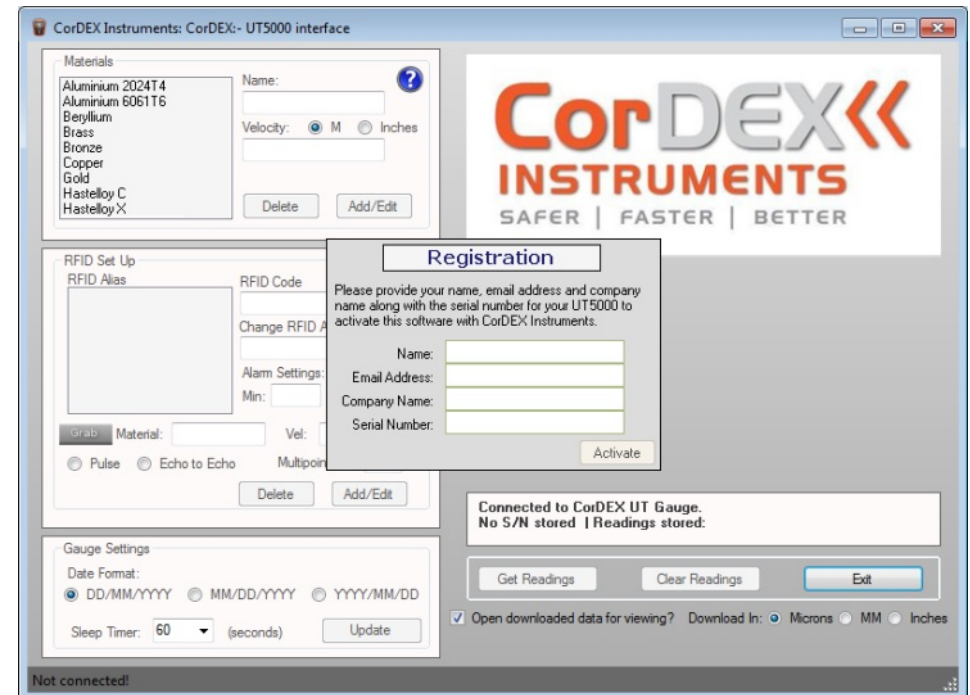 CorDEX Instruments: CorDEX:- UT5000 interface
Materials
Aluminium 2024T4
Aluminium 6061T6
Beryllium
Brass
Bronze
Copper
Gold
Hastelloy C
Hastelloy X
Name:
?
Velocity: M Inches
Delete Add/Edit
CorDEX
INSTRUMENTS
SAFER | FASTER | BETTER
RFID Set Up
RFID Alias
RFID Code
Change RFID A
Alarm Settings:
Min:
Grab Material: Vel:
Pulse Echo to Echo Multipoin
Delete Add/Edit
Registration
Please provide your name, email address and company
name along with the serial number for your UT5000 to
activate this software with CorDEX Instruments.
Name:
Email Address:
Company Name:
Serial Number:
Activate
Connected to CorDEX UT Gauge.
No S/N stored | Readings stored:
Gauge Settings
Date Format:
DD/MM/YYYY MM/DD/YYYY YYYY/MM/DD
Sleep Timer: 60 (seconds) Update
Get Readings Clear Readings Exit
Open downloaded data for viewing? Download In: Microns MM Inches
Not connected!